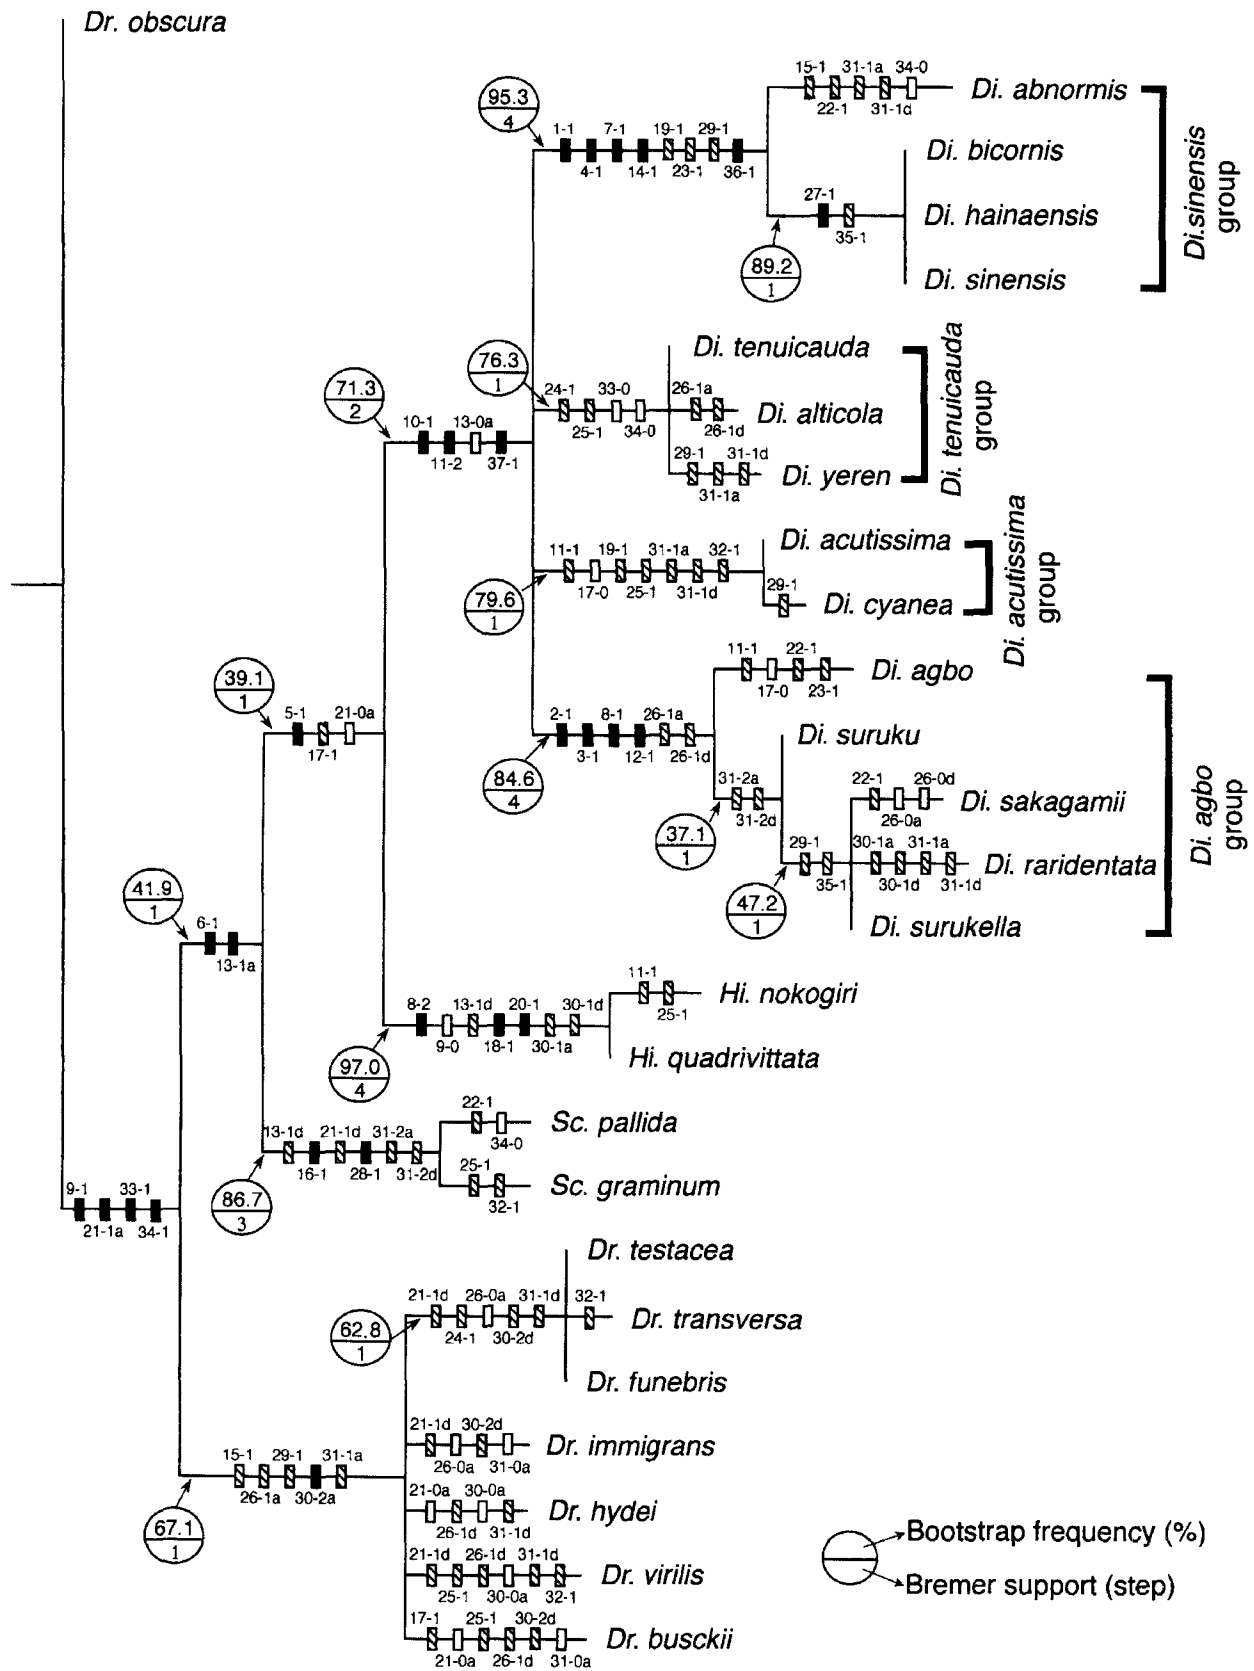 Dr. obscura
95.3
4
1-1 7-1 19-1 29-1
4-1 14-1 23-1 36-1
15-1 31-1a 34-0
22-1 31-1d
Di. abnormis
Di. bicornis
27-1
35-1
Di. hainaensis
89.2
1
Di. sinensis
Di.sinensis
group
Di. tenuicauda
76.3
1
24-1 33-0
25-1 34-0
26-1a
26-1d
Di. alticola
29-1 31-1d
31-1a
Di. yeren
Di. tenuicauda
group
71.3
2
10-1 13-0a
11-2 37-1
Di. acutissima
11-1 19-1 31-1a 32-1
17-0 25-1 31-1d
79.6
1
29-1
Di. cyanea
Di. acutissima
group
39.1
1
5-1 21-0a
17-1
11-1 22-1
17-0 23-1
Di. agbo
2-1 8-1 26-1a
3-1 12-1 26-1d
84.6
4
Di. suruku
31-2a
31-2d
37.1
1
22-1 26-0d
26-0a
Di. sakagamii
29-1
35-1
47.2
1
30-1a 31-1a
30-1d 31-1d
Di. raridentata
Di. surukella
Di. agbo
group
41.9
1
6-1
13-1a
11-1
25-1
Hi. nokogiri
8-2 13-1d 20-1 30-1d
9-0 18-1 30-1a
97.0
4
Hi. quadrivittata
22-1
34-0
Sc. pallida
13-1d 21-1d 31-2a
16-1 28-1 31-2d
86.7
3
25-1
32-1
Sc. graminum
9-1 33-1
21-1a 34-1
Dr. testacea
21-1d 26-0a 31-1d
24-1 30-2d
62.8
1
32-1
Dr. transversa
Dr. funebris
21-1d 30-2d
26-0a 31-0a
Dr. immigrans
15-1 29-1 31-1a
26-1a 30-2a
67.1
1
21-0a 30-0a
26-1d 31-1d
Dr. hydei
21-1d 26-1d 31-1d
25-1 30-0a 32-1
Dr. virilis
17-1 25-1 30-2d
21-0a 26-1d 31-0a
Dr. busckii
Bootstrap frequency (%)
Bremer support (step)